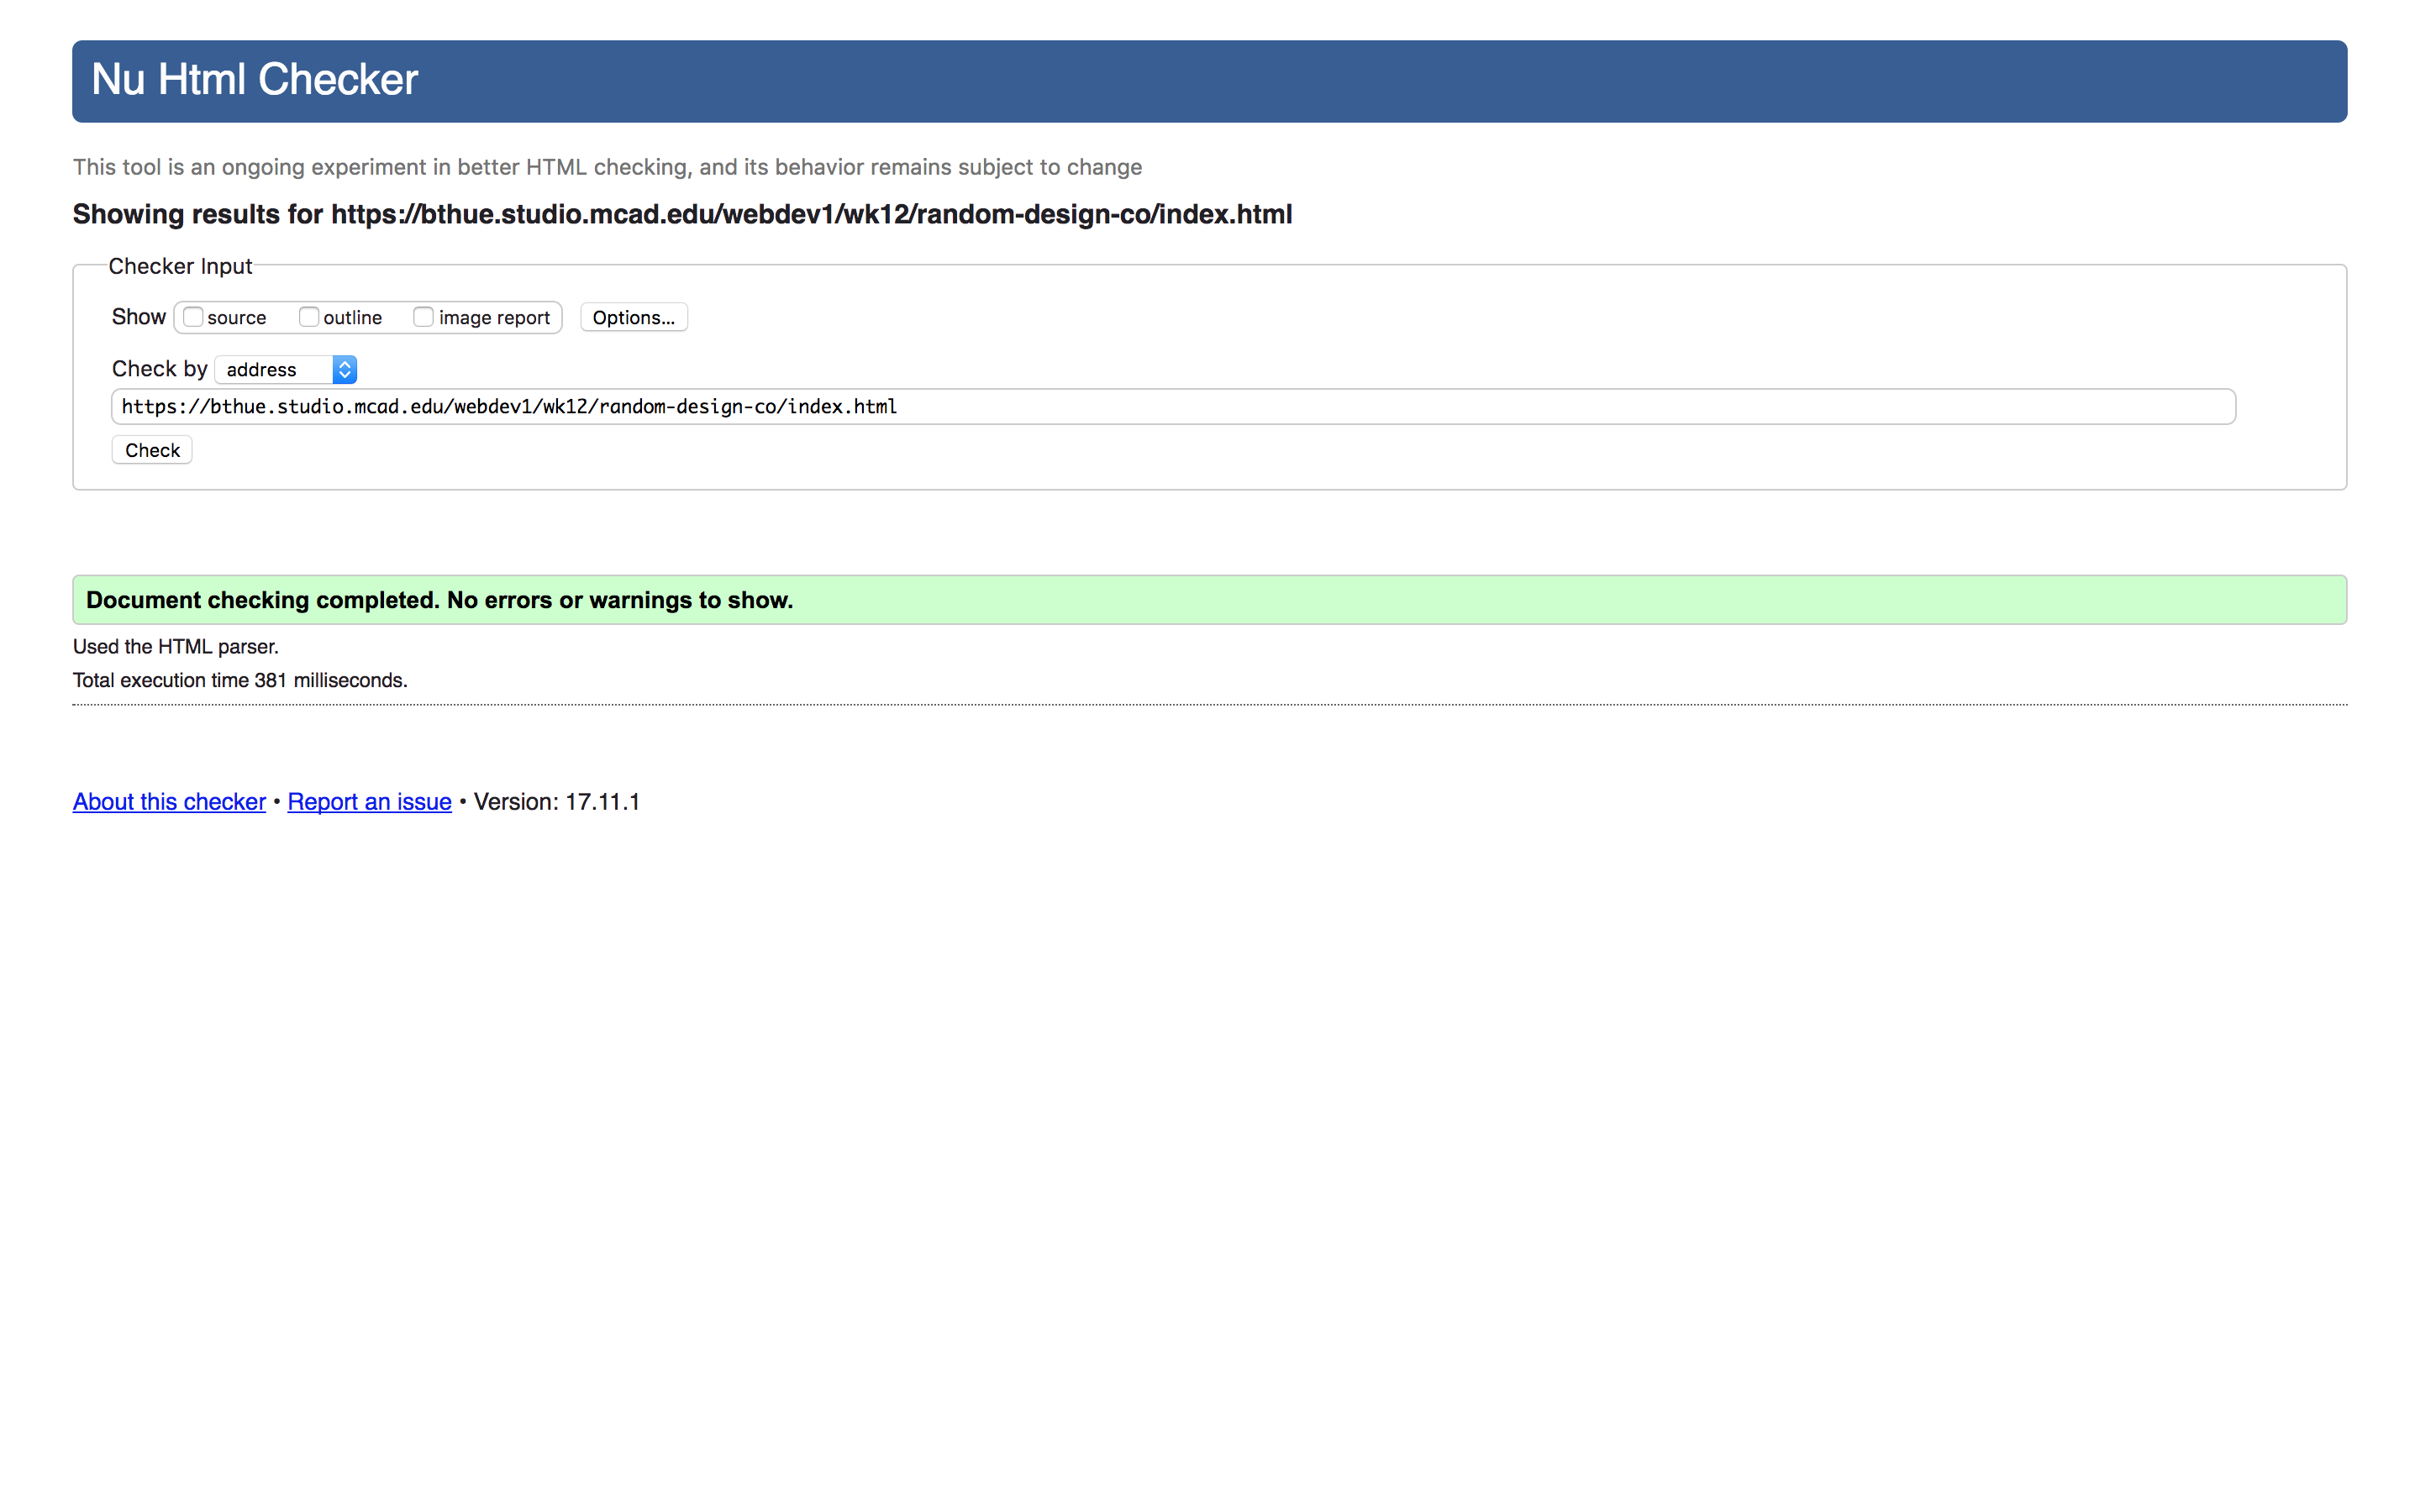 Nu Html Checker
This tool is an ongoing experiment in better HTML checking, and its behavior remains subject to change
Showing results for https://bthue.studio.mcad.edu/webdev1/wk12/random-design-co/index.html
Checker Input
Show source outline image report Options...
Check by address
https://bthue.studio.mcad.edu/webdev1/wk12/random-design-co/index.html
Check
Document checking completed. No errors or warnings to show.
Used the HTML parser.
Total execution time 381 milliseconds.
About this checker • Report an issue • Version: 17.11.1